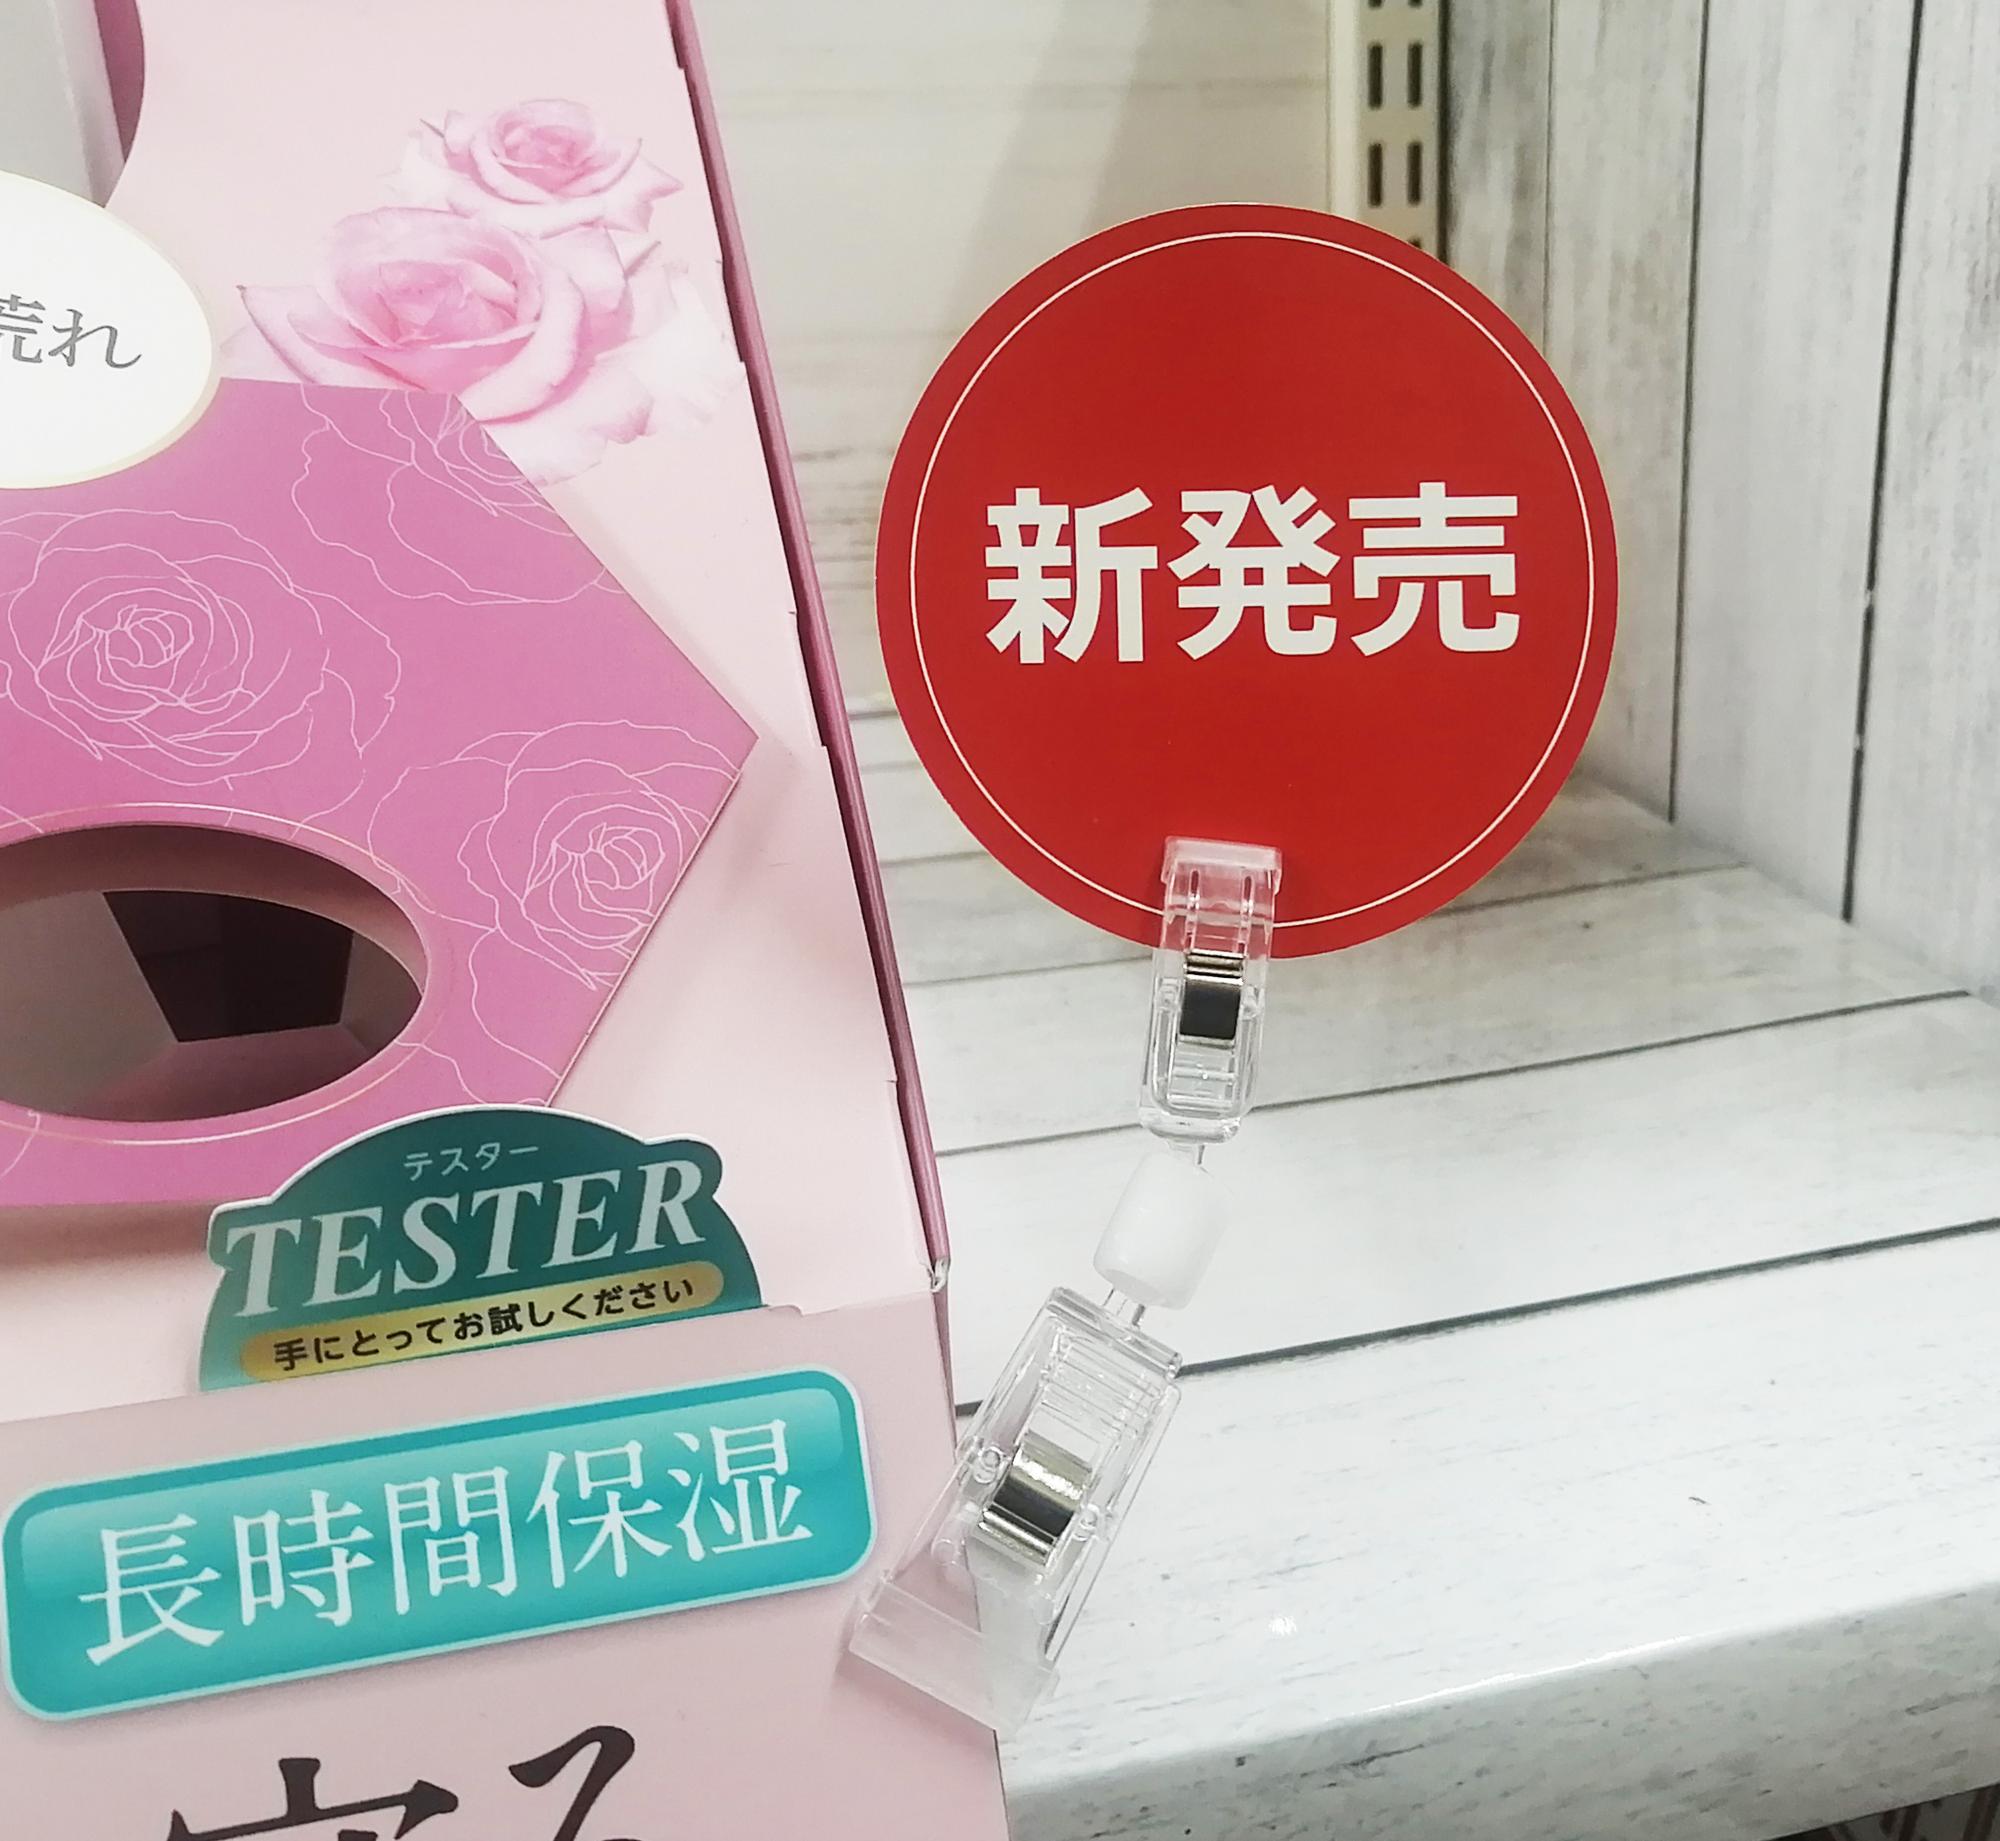 荒れ
新発売
テスター
TESTER
手にとってお試しください
長時間保湿